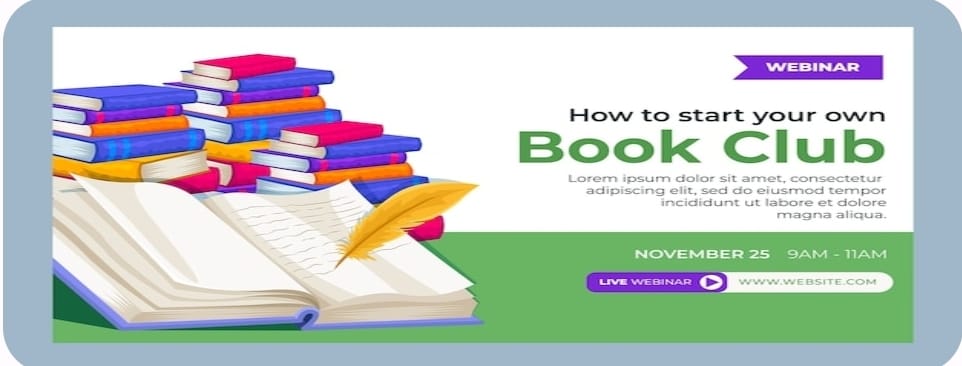 WEBINAR
How to start your own
Book Club
Lorem ipsum dolor sit amet, consectetur
adipiscing elit, sed do eiusmod tempor
incididunt ut labore et dolore
magna aliqua.
NOVEMBER 25 9AM - 11AM
LIVE WEBINAR WWW.WEBSITE.COM